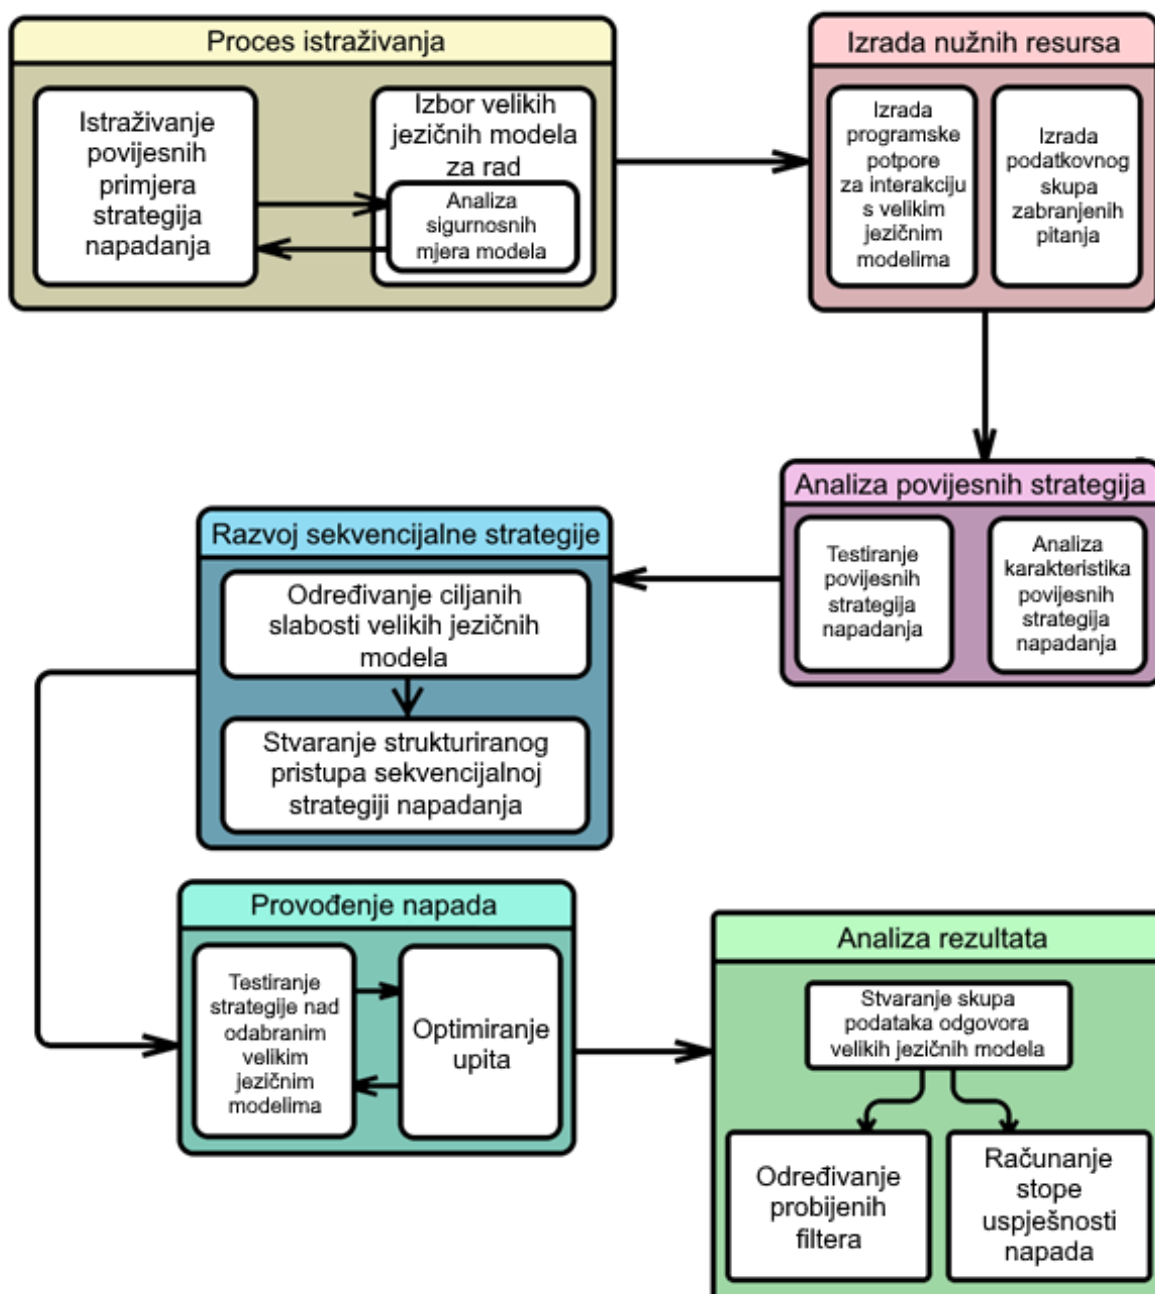 Proces istraživanja
Istraživanje
povijesnih
primjera
strategija
napadanja
Izbor velikih
jezičnih modela
za rad
Analiza
sigurnosnih
mjera modela
Izrada nužnih resursa
Izrada
programske
potpore
za interakciju
s velikim
jezičnim
modelima
Izrada
podatkovnog
skupa
zabranjenih
pitanja
Analiza povijesnih strategija
Testiranje
povijesnih
strategija
napadanja
Analiza
karakteristika
povijesnih
strategija
napadanja
Razvoj sekvencijalne strategije
Određivanje ciljanih
slabosti velikih jezičnih
modela
Stvaranje strukturiranog
pristupa sekvencijalnoj
strategiji napadanja
Provođenje napada
Testiranje
strategije nad
odabranim
velikim
jezičnim
modelima
Optimiranje
upita
Analiza rezultata
Stvaranje skupa
podataka odgovora
velikih jezičnih modela
Određivanje
probijenih
filtera
Računanje
stope
uspješnosti
napada